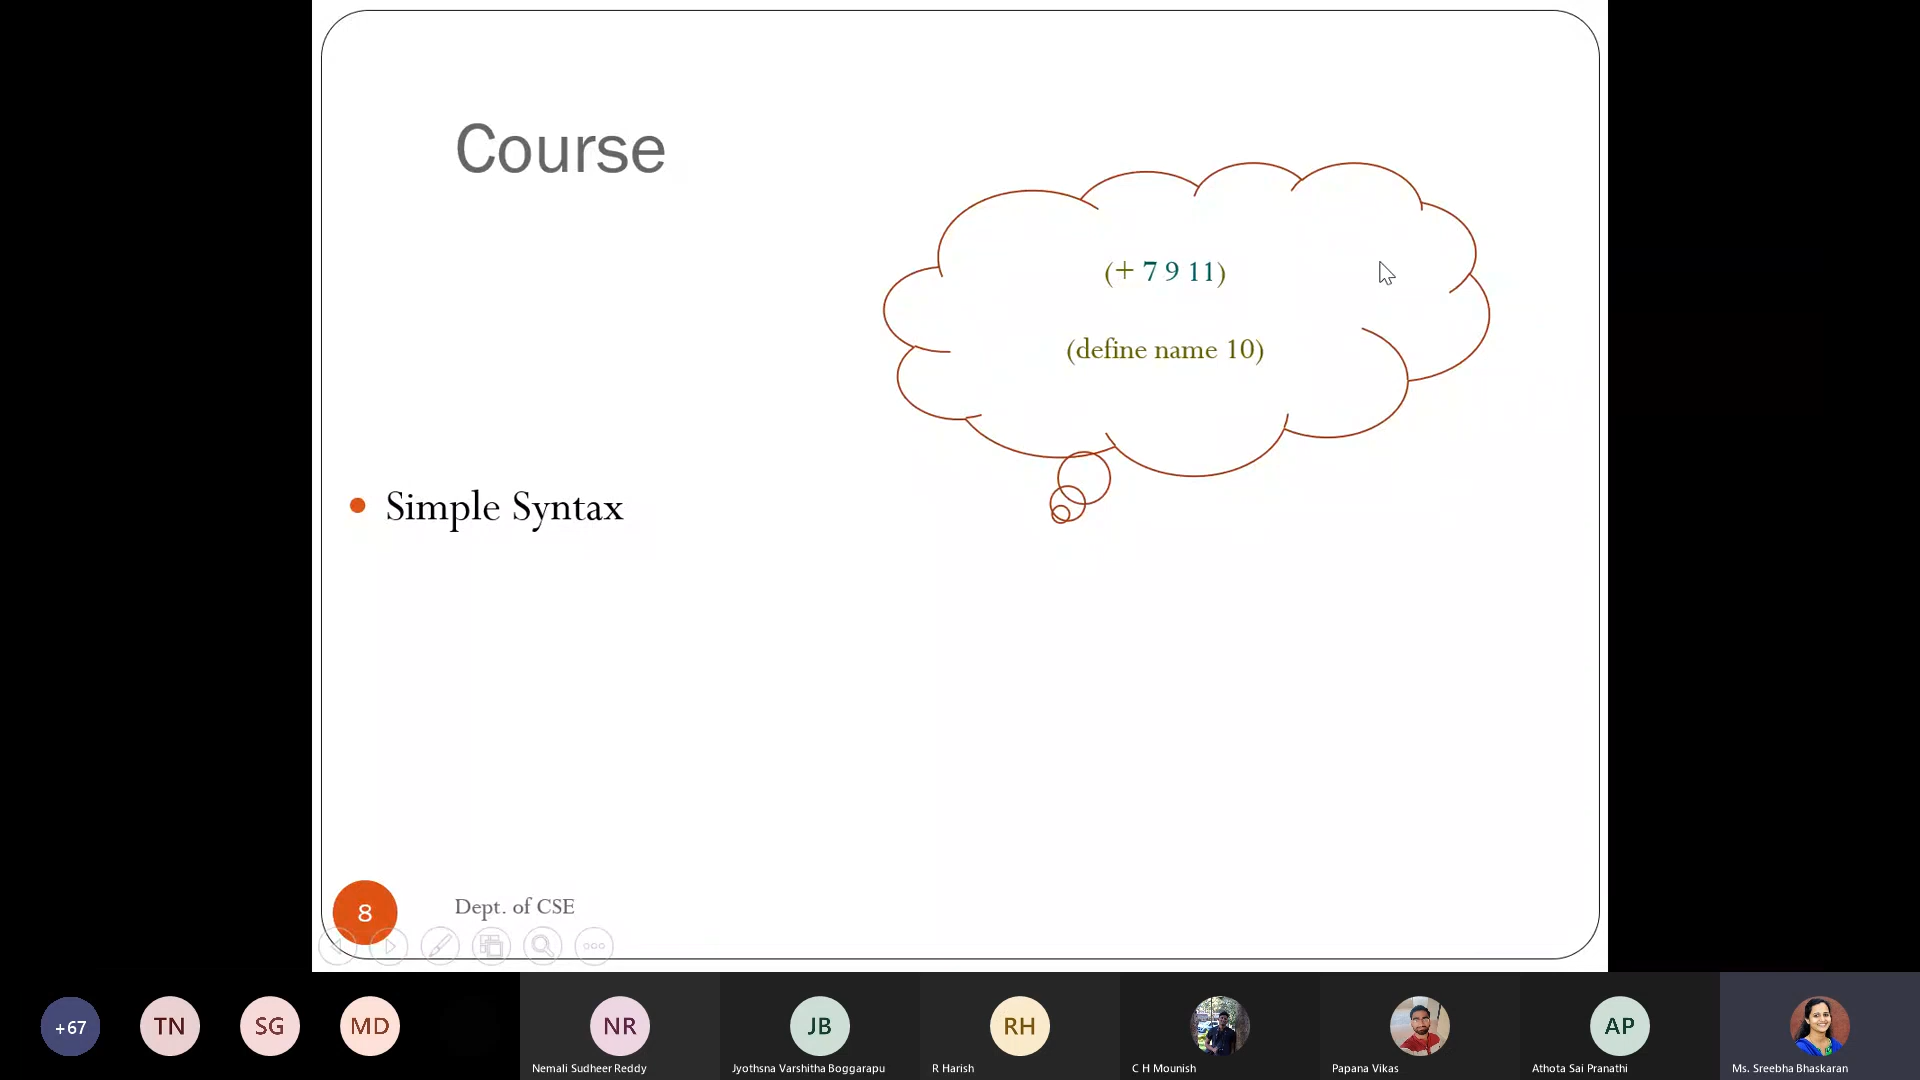 Course
(+ 7 9 11)
(define name 10)
Simple Syntax
8
Dept. of CSE
+67
TN
SG
MD
NR
JB
RH
AP
Nemali Sudheer Reddy
Jyothsna Varshitha Boggarapu
R Harish
C H Mounish
Papana Vikas
Athota Sai Pranathi
Ms. Sreebha Bhaskaran